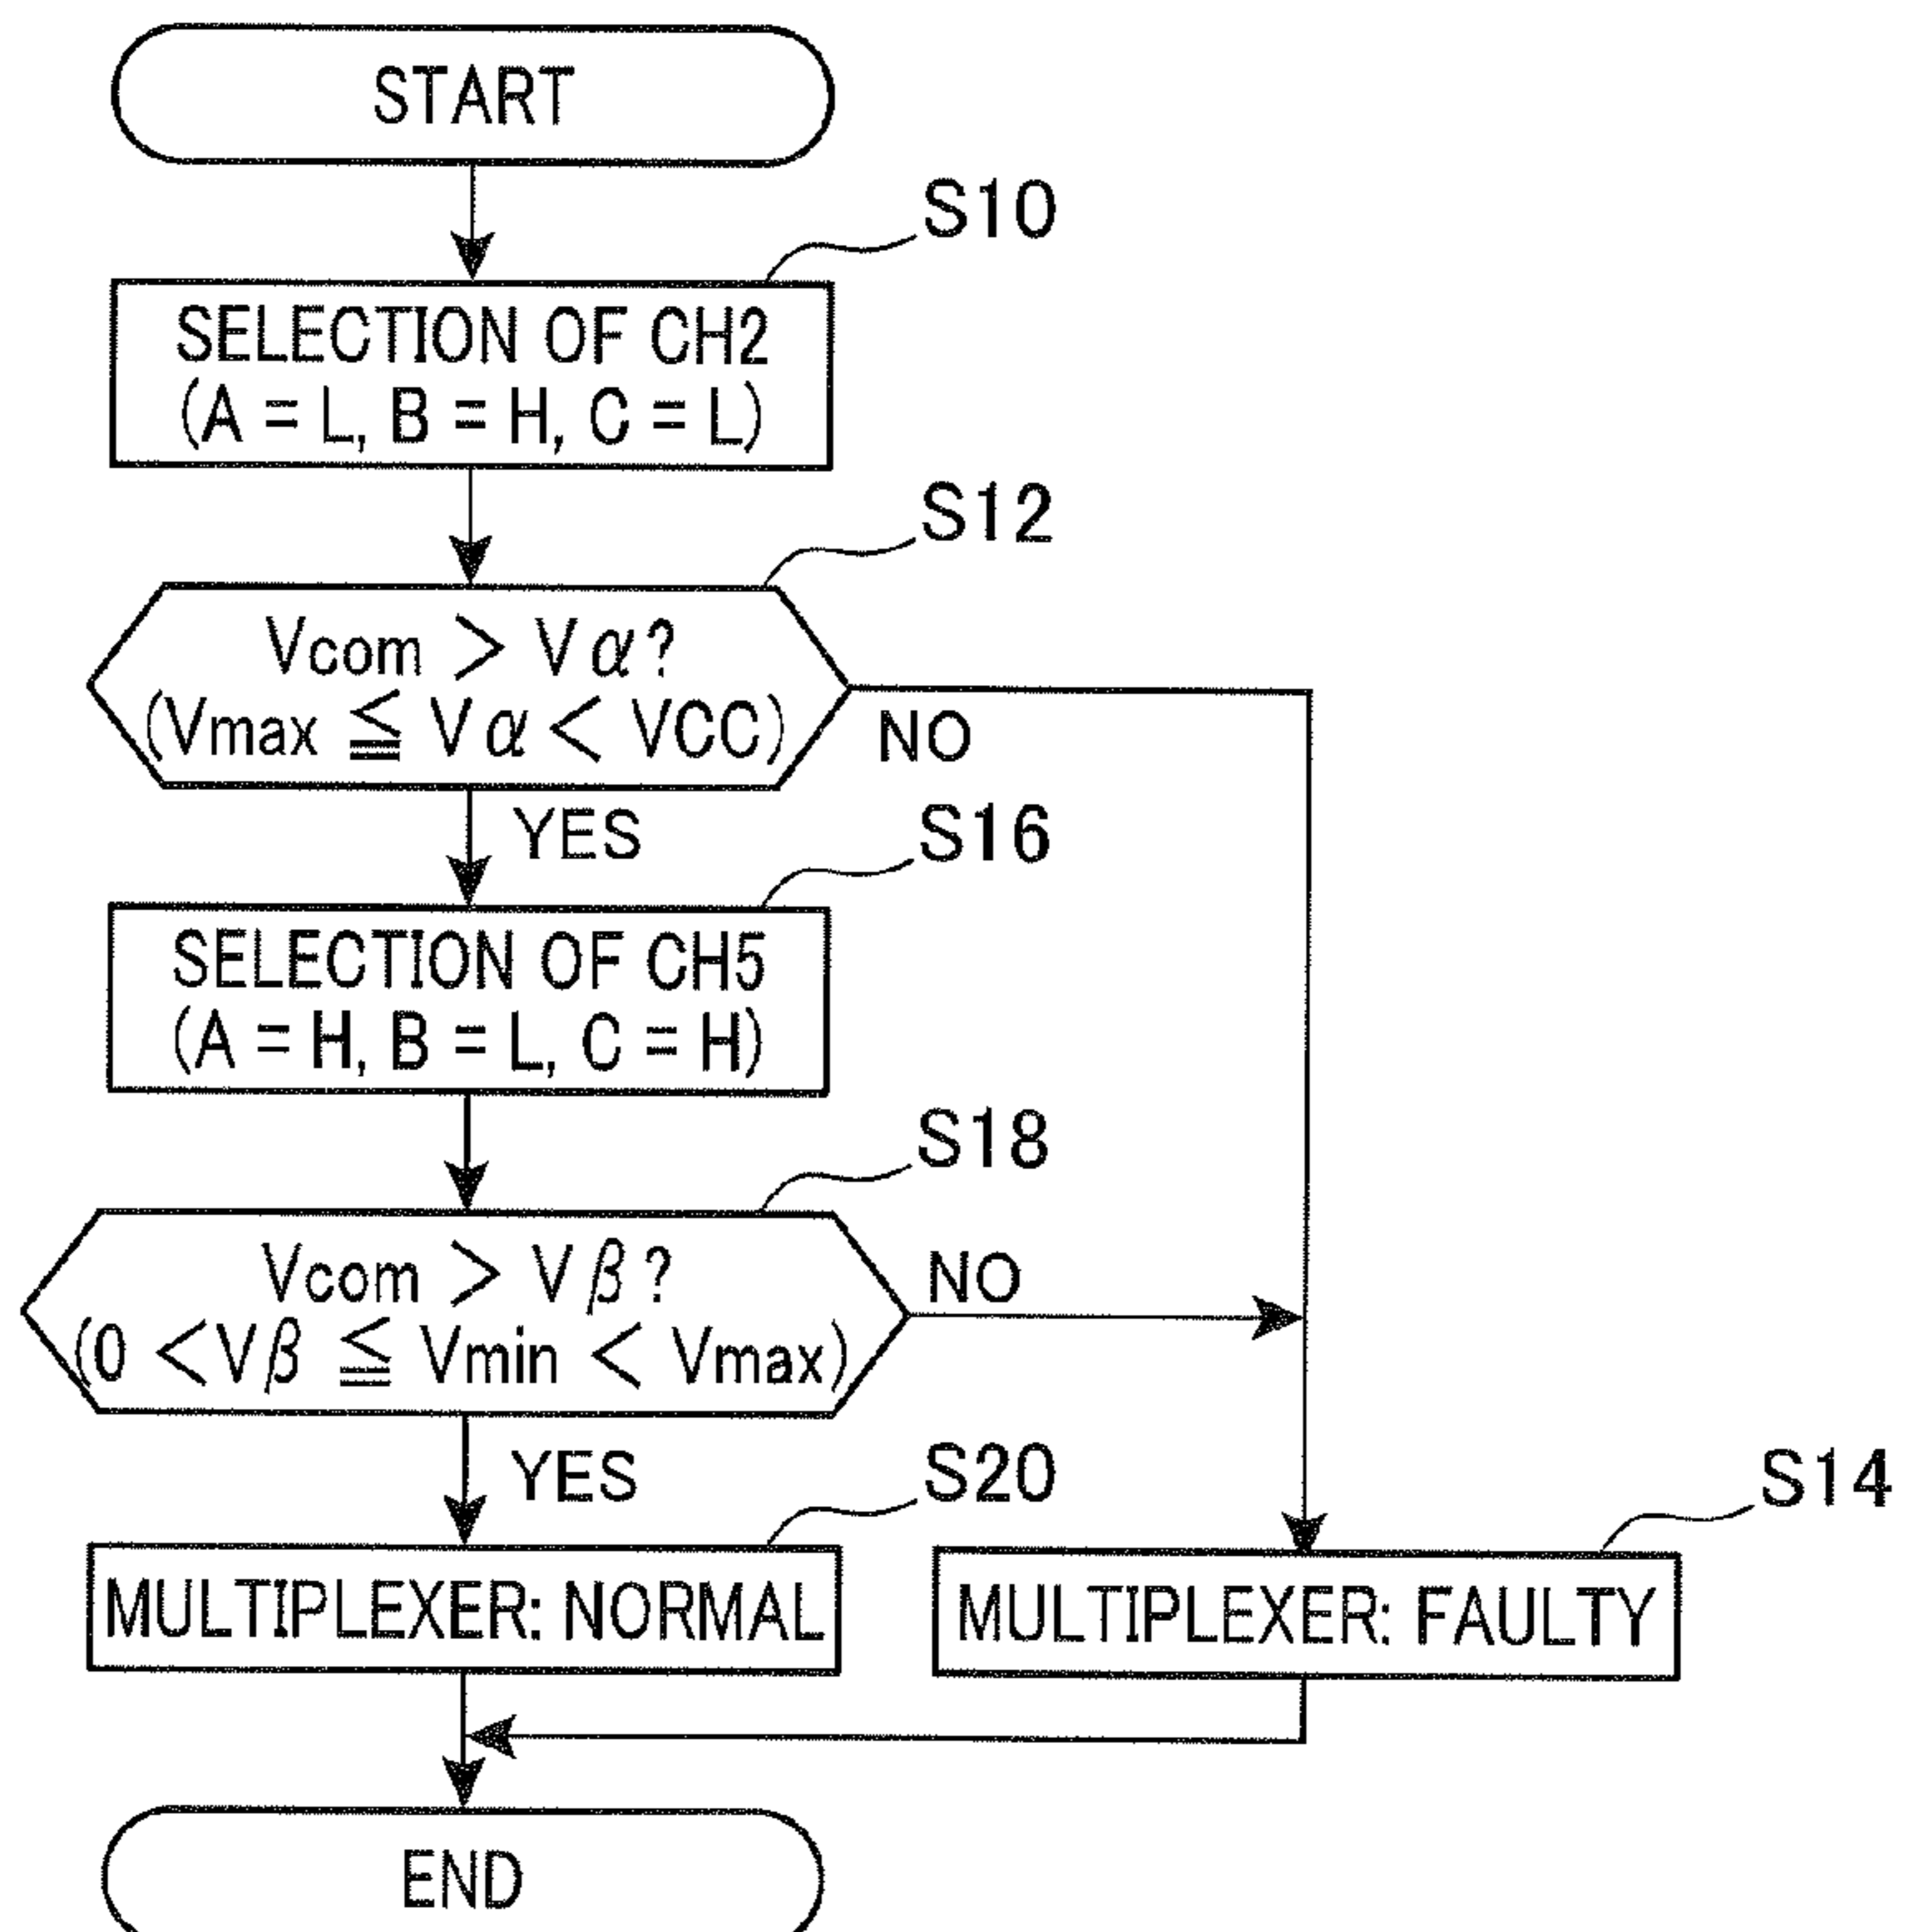 START
S10
SELECTION OF CH2
(A = L, B = H, C = L)
S12
Vcom > Vα?
(Vmax ≦ Vα < VCC)
NO
YES
S16
SELECTION OF CH5
(A = H, B = L, C = H)
S18
Vcom > Vβ?
(0 < Vβ ≦ Vmin < Vmax)
NO
YES
S20
S14
MULTIPLEXER: NORMAL
MULTIPLEXER: FAULTY
END